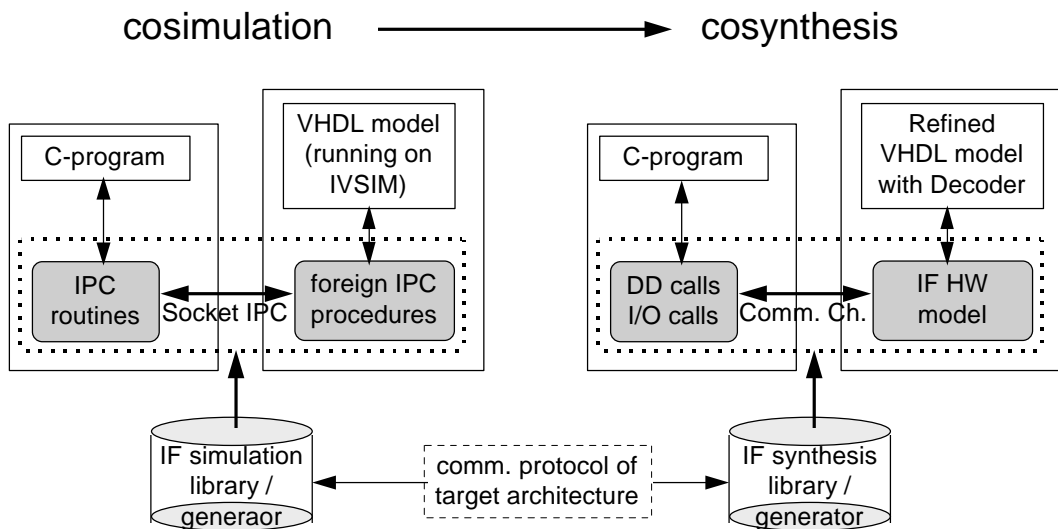 cosimulation
cosynthesis
C-program
VHDL model
(running on
IVSIM)
IPC
routines
Socket IPC
foreign IPC
procedures
C-program
Refined
VHDL model
with Decoder
DD calls
I/O calls
Comm. Ch.
IF HW
model
IF simulation
library /
generaor
comm. protocol of
target architecture
IF synthesis
library /
generator